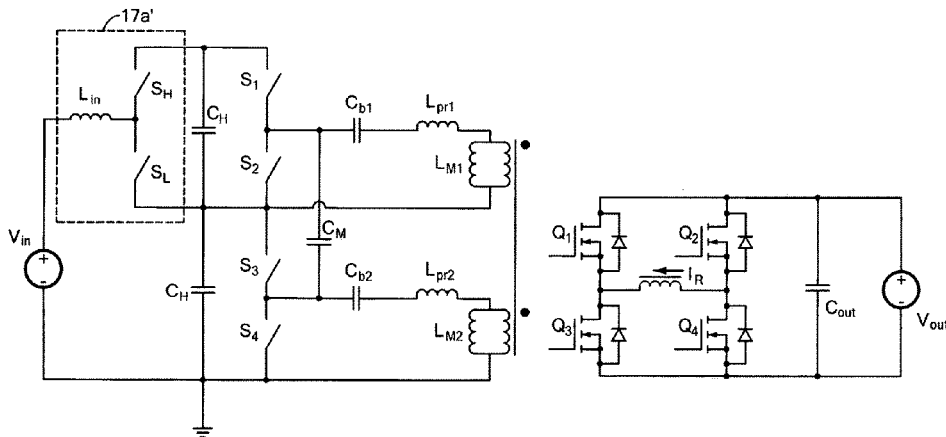 17a'
L_in
S_H
S_L
C_H
S_1
S_2
C_b1
L_pr1
L_M1
V_in
+
-
C_H
C_M
S_3
S_4
C_b2
L_pr2
L_M2
Q_1
Q_2
I_R
Q_3
Q_4
C_out
+
-
V_out